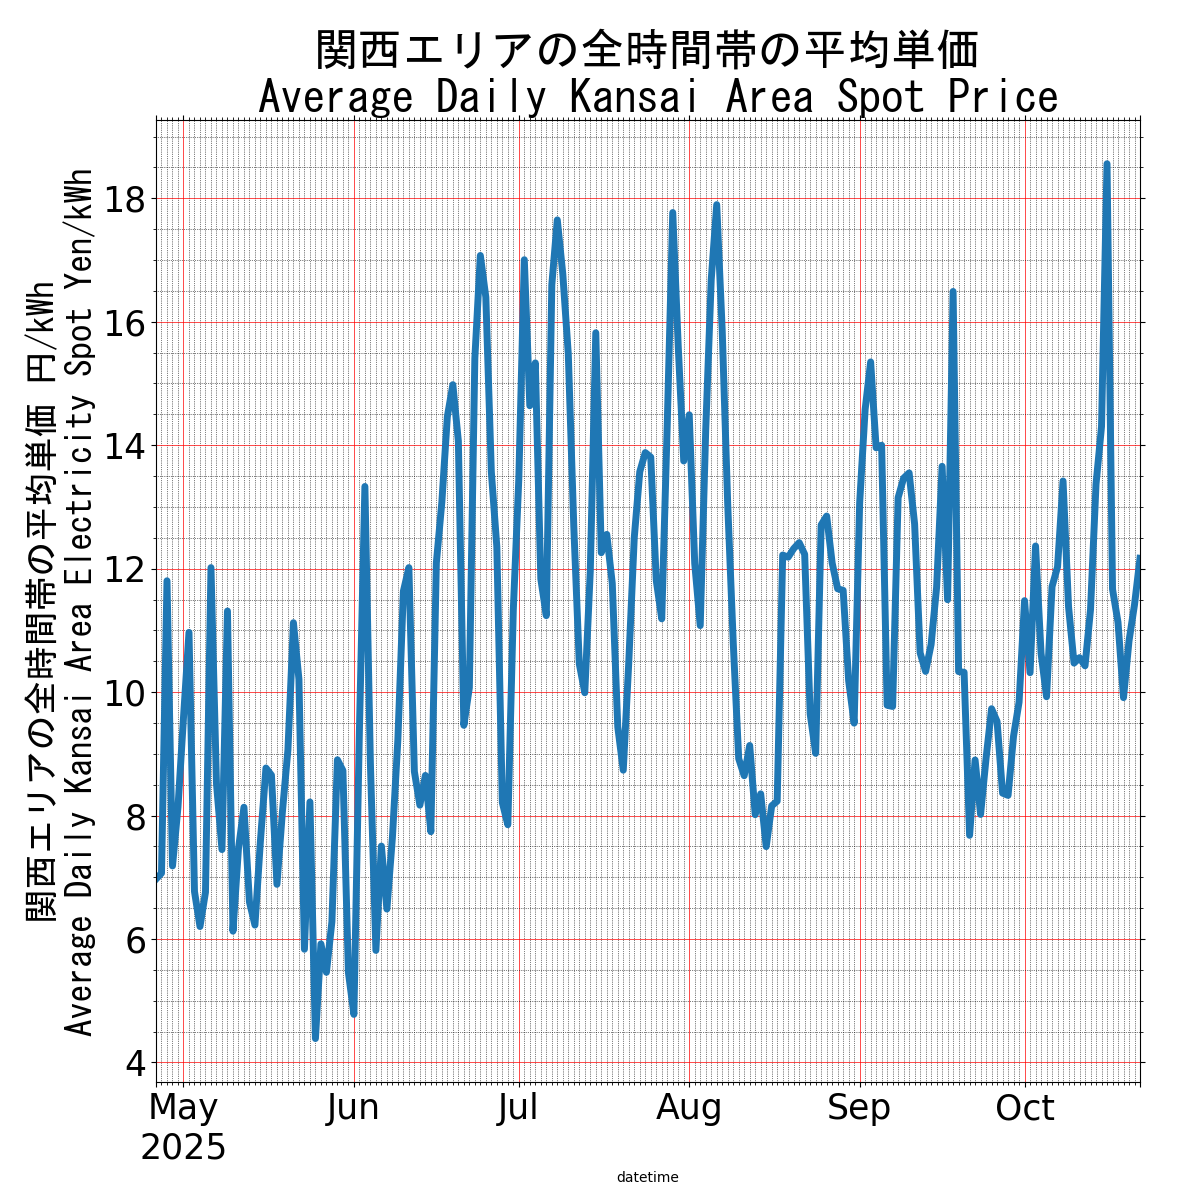 関西エリアの全時間帯の平均単価
Average Daily Kansai Area Spot Price
関西エリアの全時間帯の平均単価 円/kWh
Average Daily Kansai Area Electricity Spot Yen/kWh
18
16
14
12
10
8
6
4
May
2025
Jun
Jul
Aug
Sep
Oct
datetime